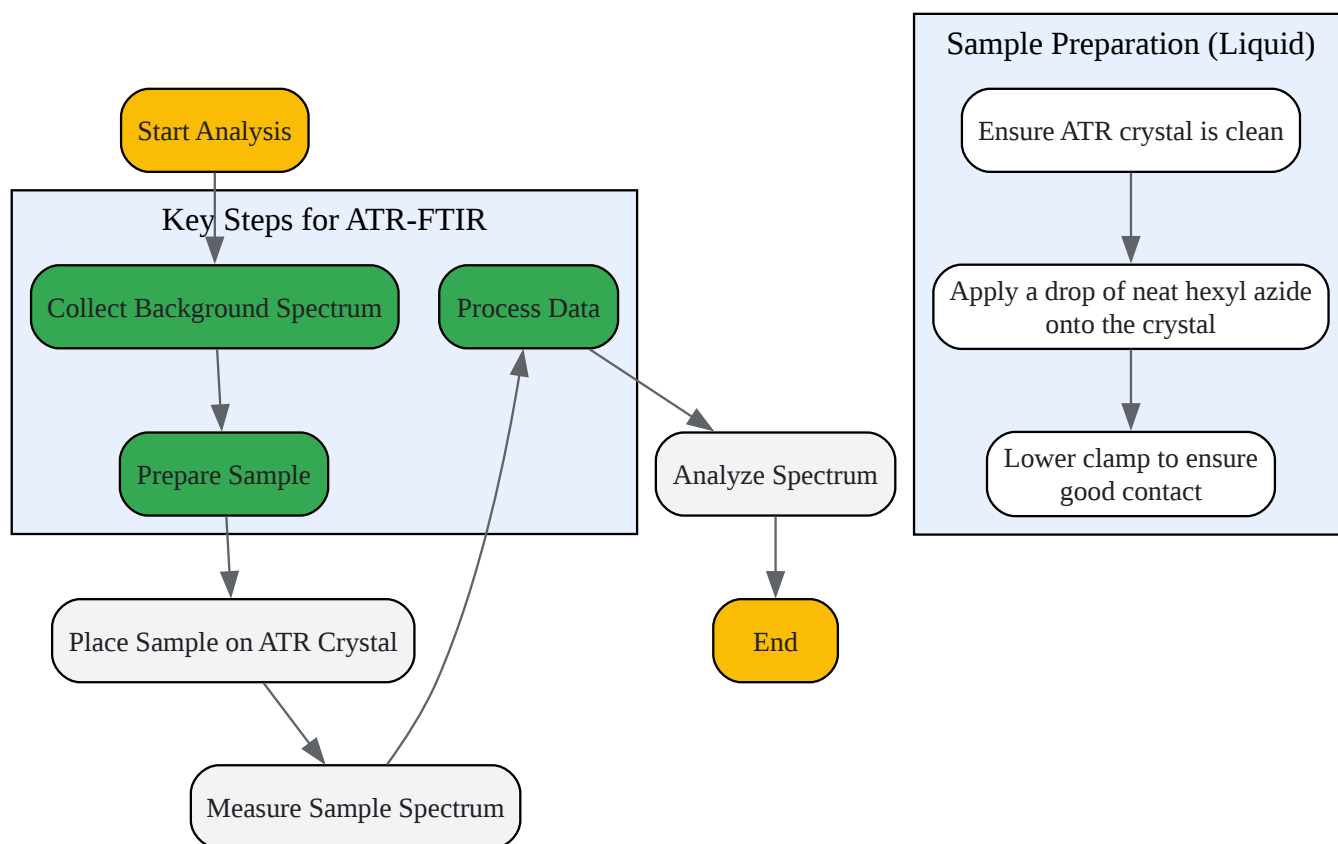 Start Analysis
Key Steps for ATR-FTIR
Collect Background Spectrum
Process Data
Prepare Sample
Analyze Spectrum
Place Sample on ATR Crystal
End
Measure Sample Spectrum
Sample Preparation (Liquid)
Ensure ATR crystal is clean
Apply a drop of neat hexyl azide
onto the crystal
Lower clamp to ensure
good contact